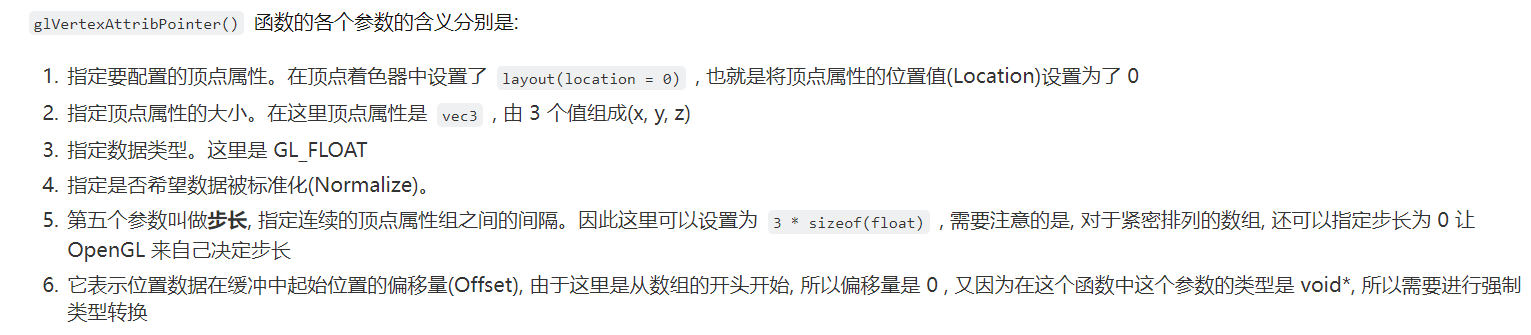 glVertexAttribPointer() 函数的各个参数的含义分别是:
1. 指定要配置的顶点属性。在顶点着色器中设置了 layout(location = 0) , 也就是将顶点属性的位置值(Location)设置为了 0
2. 指定顶点属性的大小。在这里顶点属性是 vec3 , 由 3 个值组成(x, y, z)
3. 指定数据类型。这里是 GL_FLOAT
4. 指定是否希望数据被标准化(Normalize)。
5. 第五个参数叫做步长, 指定连续的顶点属性组之间的间隔。因此这里可以设置为 3 * sizeof(float) , 需要注意的是, 对于紧密排列的数组, 还可以指定步长为 0 让
OpenGL 来自己决定步长
6. 它表示位置数据在缓冲中起始位置的偏移量(Offset), 由于这里是从数组的开头开始, 所以偏移量是 0 , 又因为在这个函数中这个参数的类型是 void*, 所以需要进行强制
类型转换